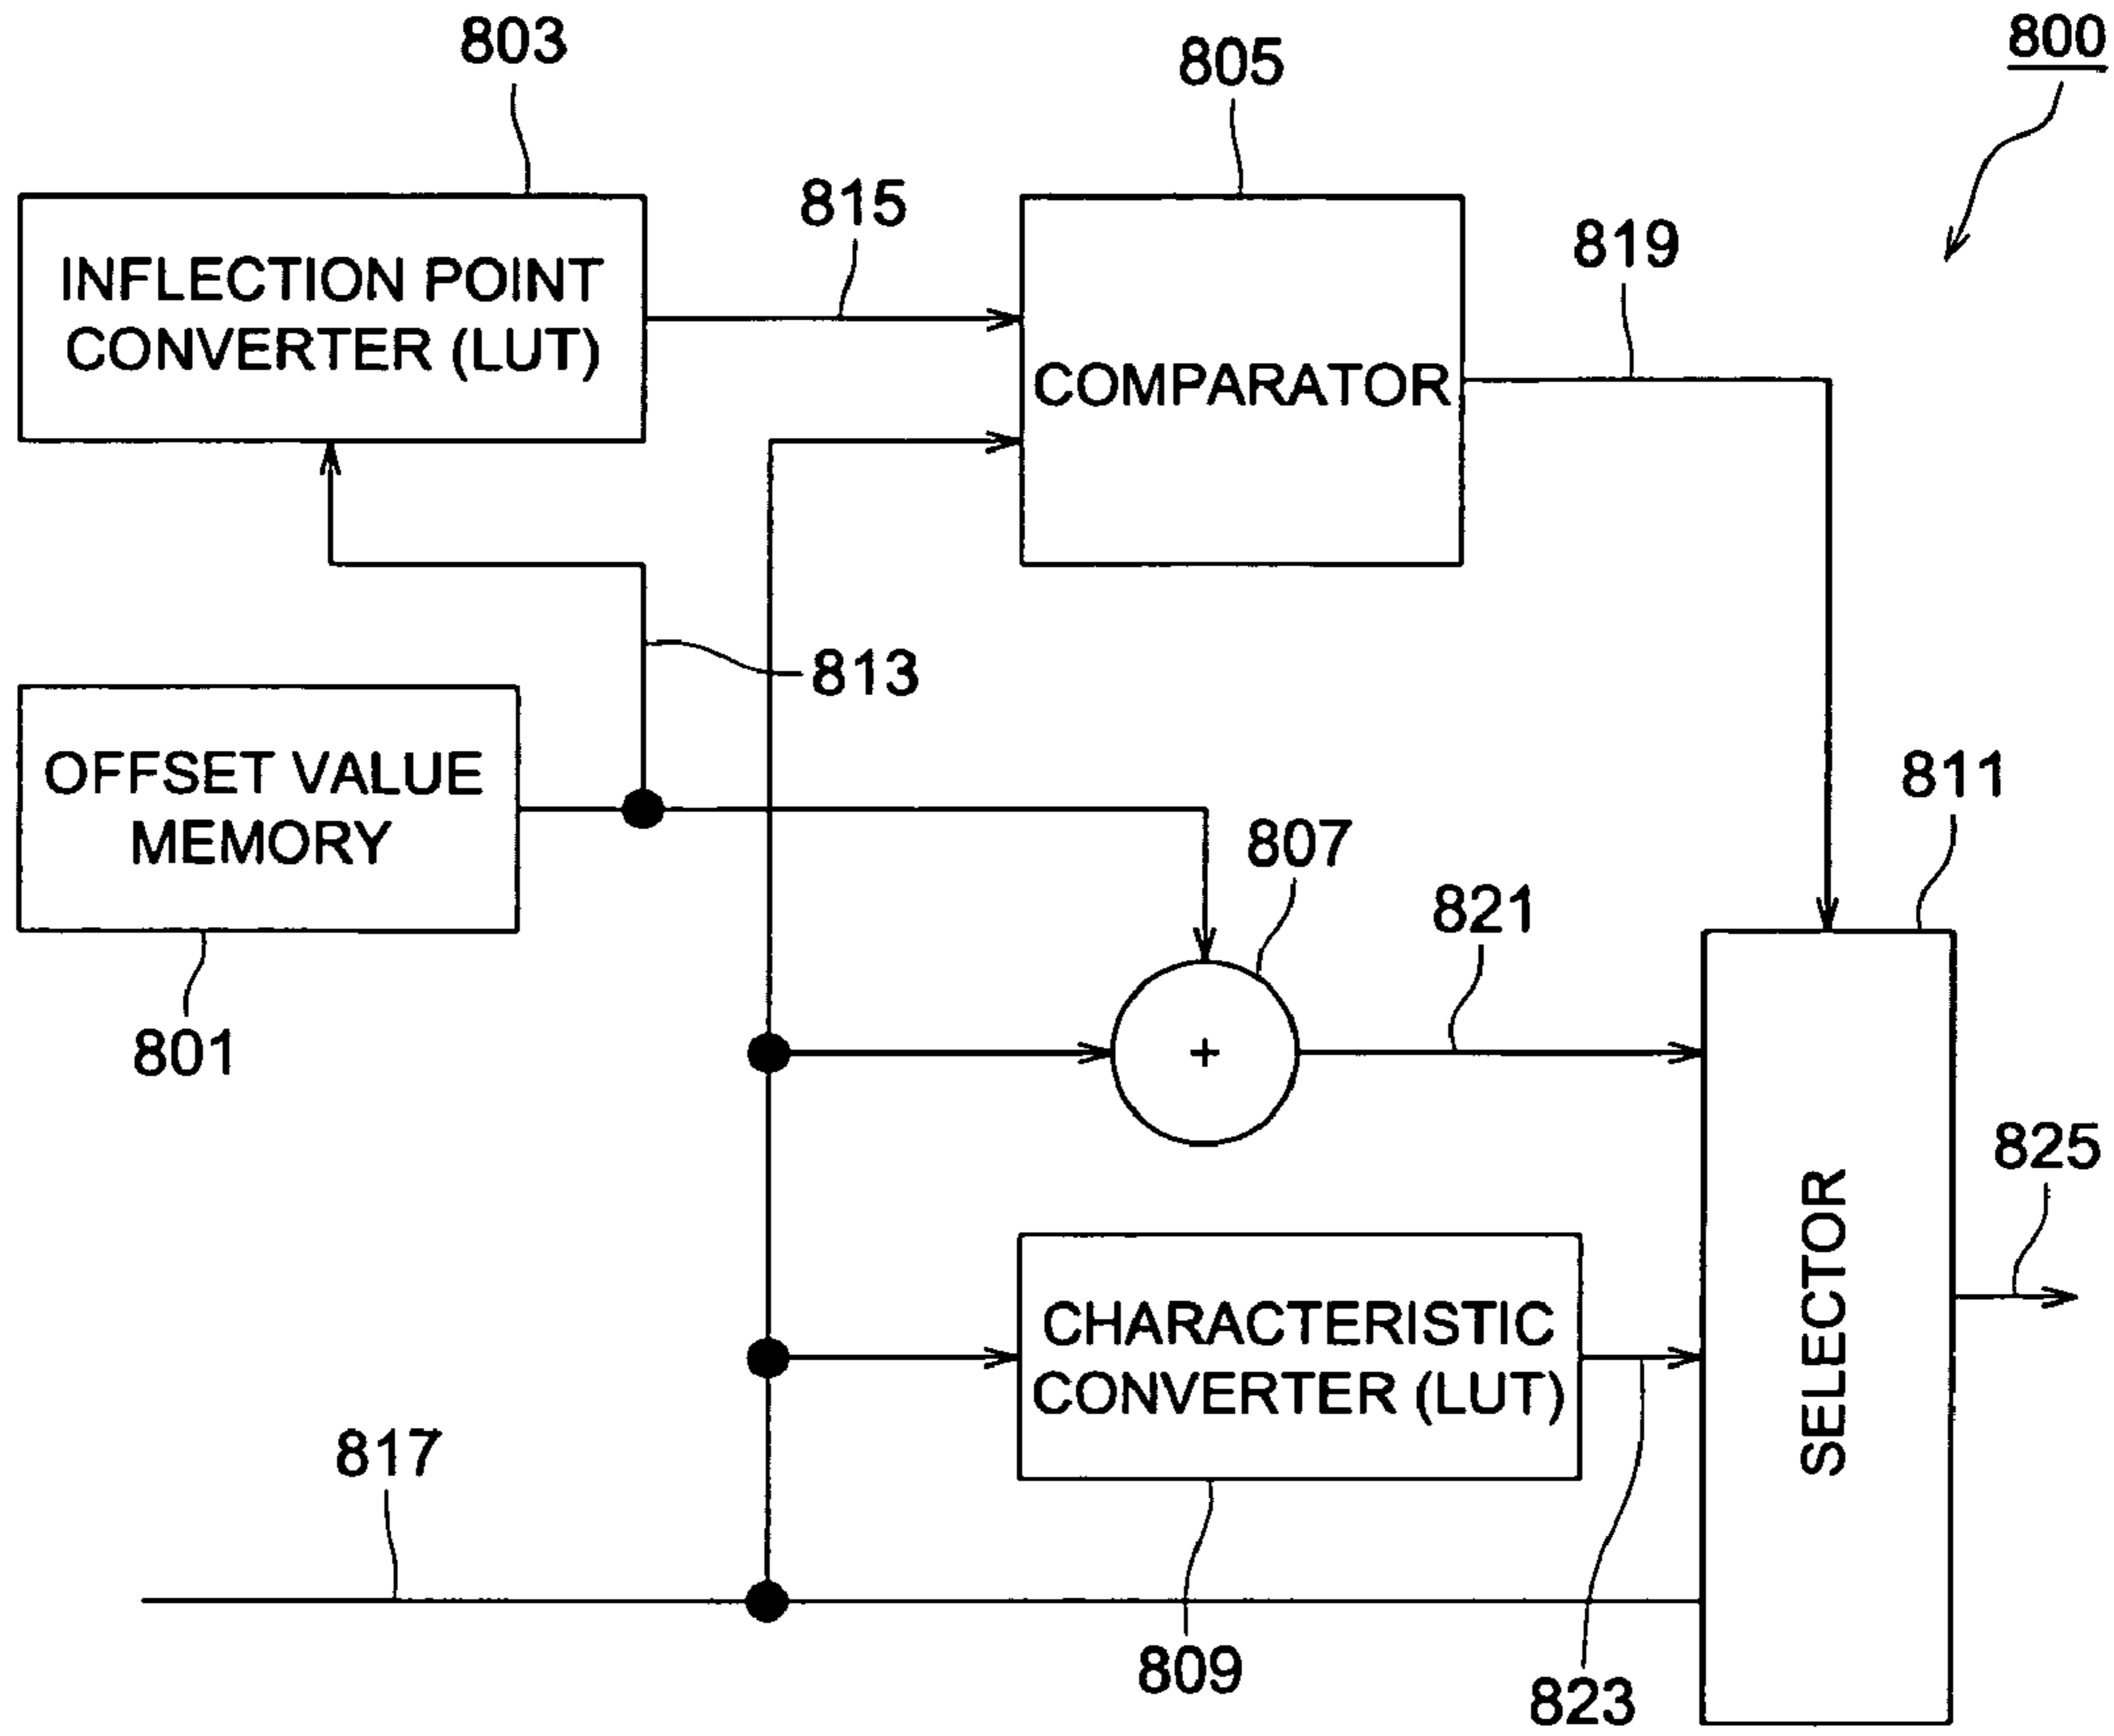 803
805
800
815
819
INFLECTION POINT
CONVERTER (LUT)
COMPARATOR
813
OFFSET VALUE
MEMORY
811
807
821
801
825
CHARACTERISTIC
CONVERTER (LUT)
SELECTOR
817
809
823
+